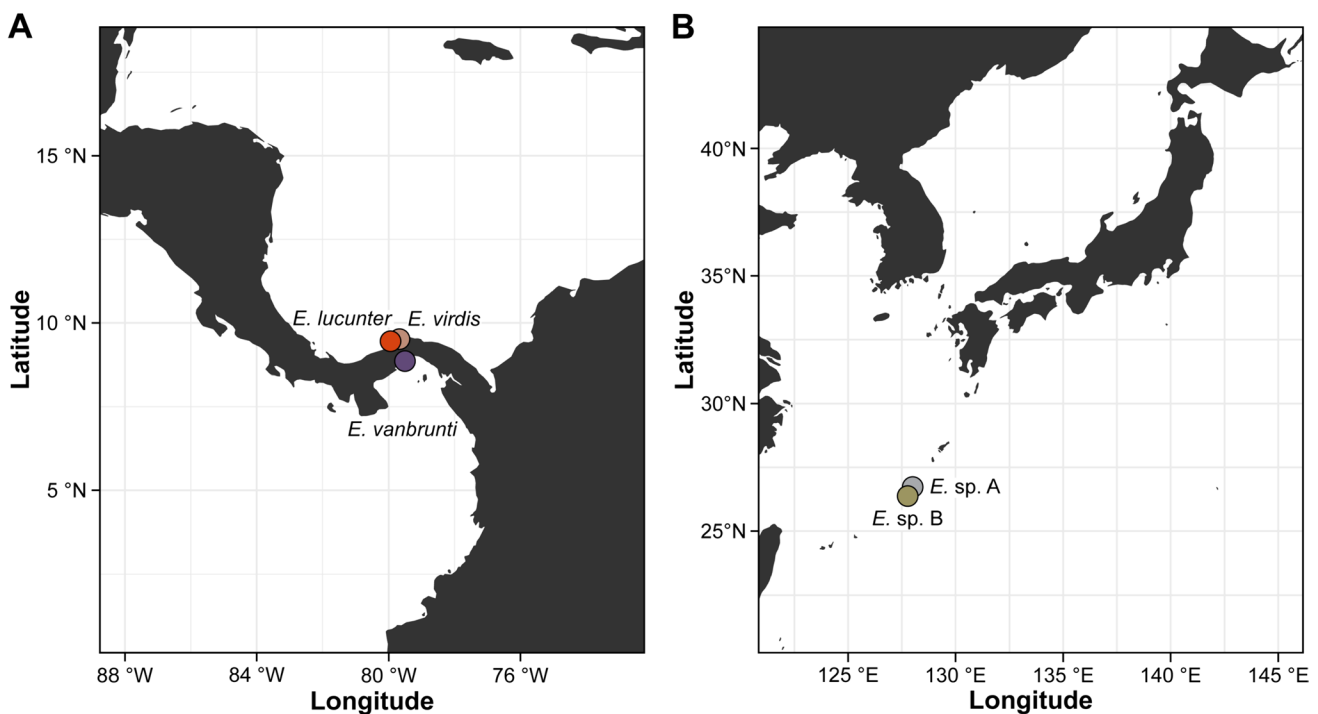 A
Latitude
15 °N
10 °N
5 °N
E. lucunter
E. virdis
E. vanbrunti
88 °W
84 °W
80 °W
76 °W
Longitude
B
Latitude
40°N
35°N
30°N
25°N
E. sp. A
E. sp. B
125 °E
130 °E
135 °E
140 °E
145 °E
Longitude